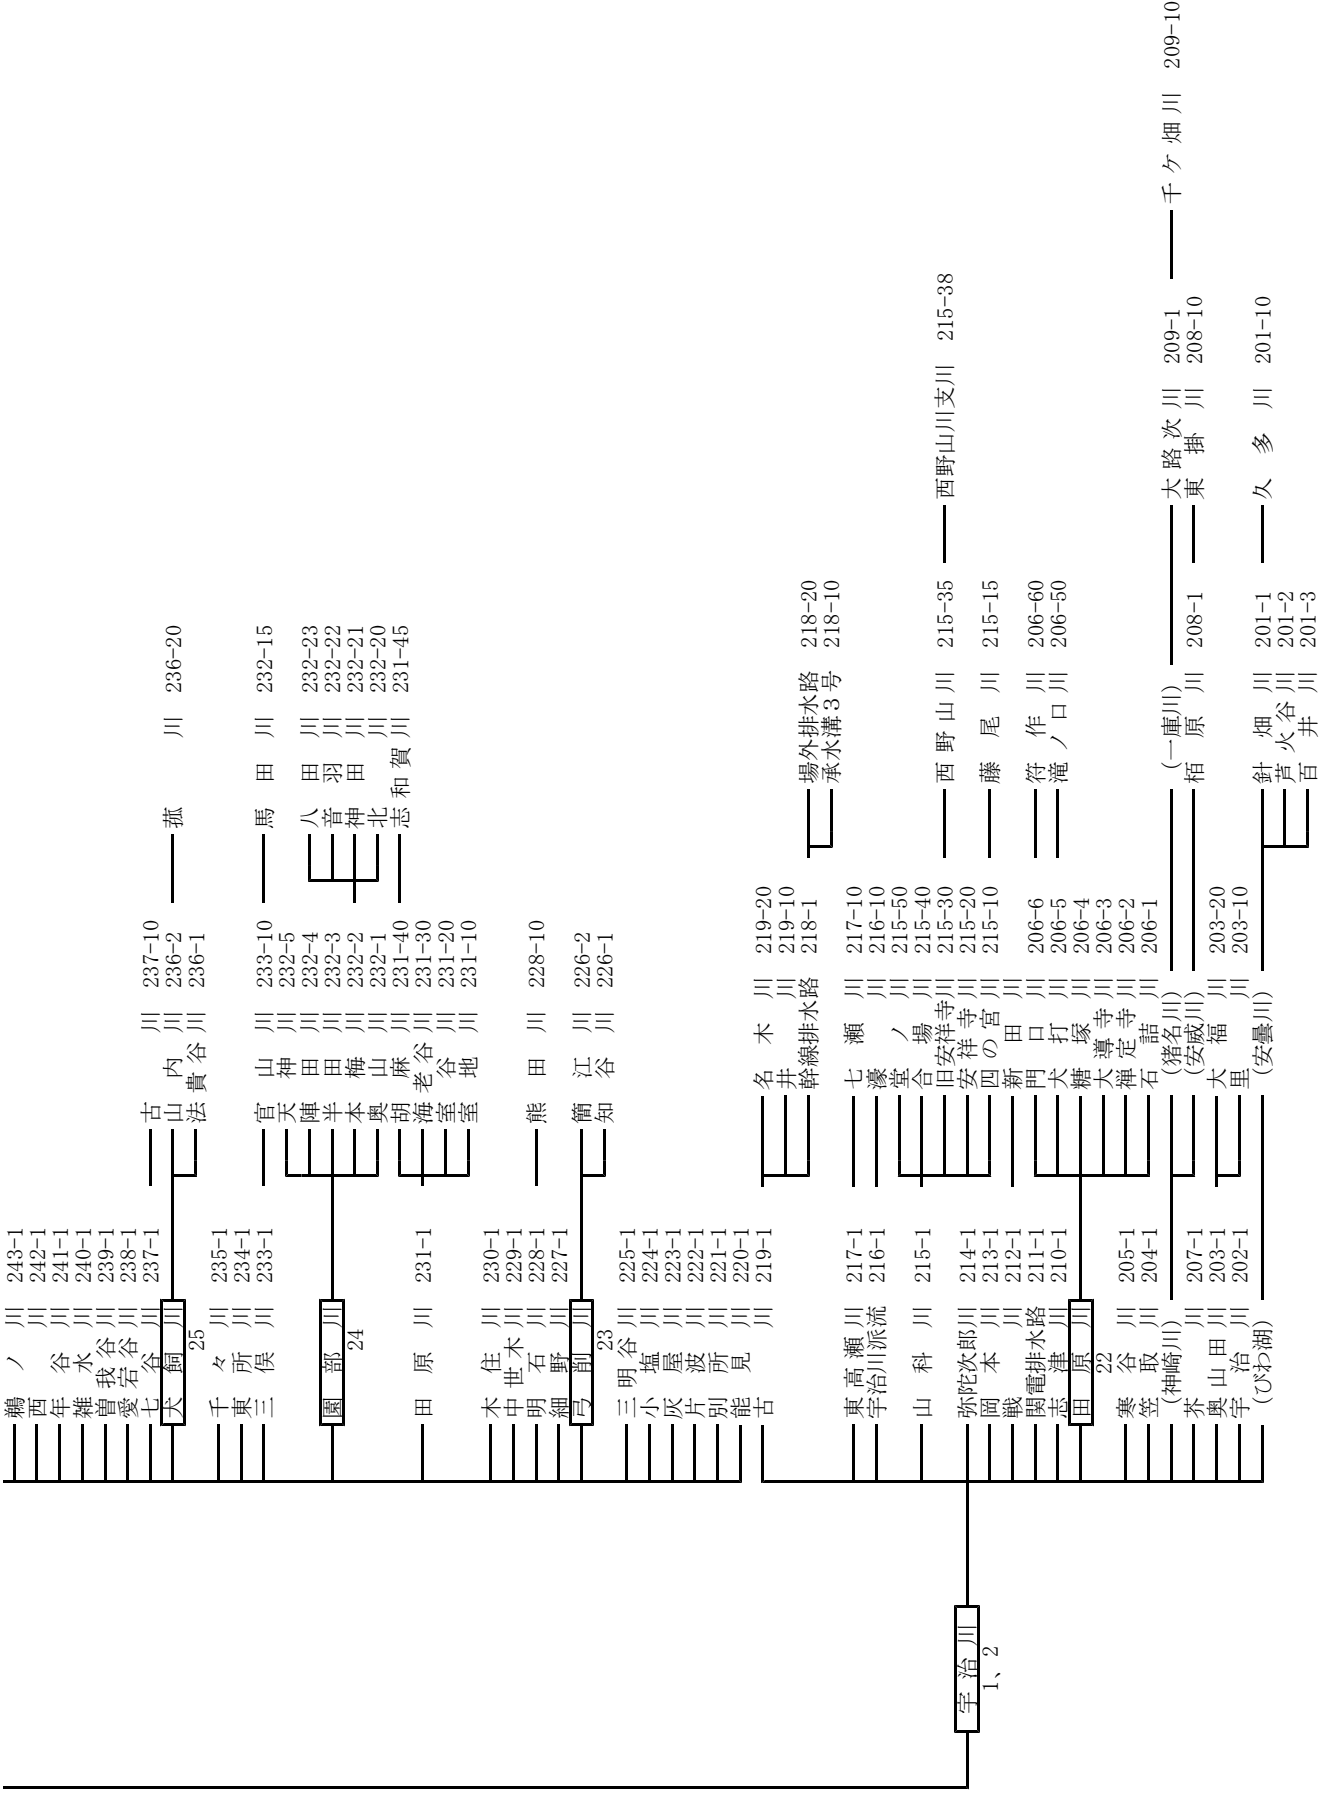 鵜ノ川 243-1
西川 242-1
年谷川 241-1
雑水川 240-1
曽我谷川 239-1
愛宕谷川 238-1
七谷川 237-1
古川 237-10
犬飼川
25
山内川 236-2
菰川 236-20
法貴谷川 236-1
千々川 235-1
東所川 234-1
三俣川 233-1
官山川 233-10
馬田川 232-15
園部川
24
天神川 232-5
陣田川 232-4
半田川 232-3
本梅川 232-2
八田川 232-23
音羽川 232-22
神田川 232-21
北川 232-20
奥山川 232-1
田原川 231-1
胡麻川 231-40
志和賀川 231-45
海老谷川 231-30
室谷川 231-20
室地川 231-10
木住川 230-1
中世木川 229-1
明石川 228-1
熊田川 228-10
細野川 227-1
弓削川
23
簡江川 226-2
知谷川 226-1
三明谷川 225-1
小塩川 224-1
灰屋川 223-1
片波川 222-1
別所川 221-1
能見川 220-1
宇治川
1、2
古川 219-1
名木川 219-20
井川 219-10
幹線排水路 218-1
場外排水路 218-20
承水溝3号 218-10
東高瀬川 217-1
七瀬川 217-10
宇治川派流 216-1
濠川 216-10
山科川 215-1
堂ノ川 215-50
合場川 215-40
旧安祥寺川 215-30
西野山川 215-35
西野山川支川 215-38
安祥寺川 215-20
四の宮川 215-10
藤尾川 215-15
弥陀次郎川 214-1
岡本川 213-1
戦川 212-1
新田川
関電排水路 211-1
志津川 210-1
田原川
22
門口川 206-6
符作川 206-60
犬打川 206-5
滝ノ口川 206-50
糖塚川 206-4
大導寺川 206-3
禅定寺川 206-2
石詰川 206-1
寒谷川 205-1
笠取川 204-1
(神崎川)
(猪名川)
(一庫川)
大路次川 209-1
千ケ畑川 209-10
(安威川)
栢原川 208-1
東掛川 208-10
芥川 207-1
奥山田川 203-1
大福川 203-20
里川 203-10
宇治川 202-1
(びわ湖)
(安曇川)
針畑川 201-1
久多川 201-10
芦火谷川 201-2
百井川 201-3